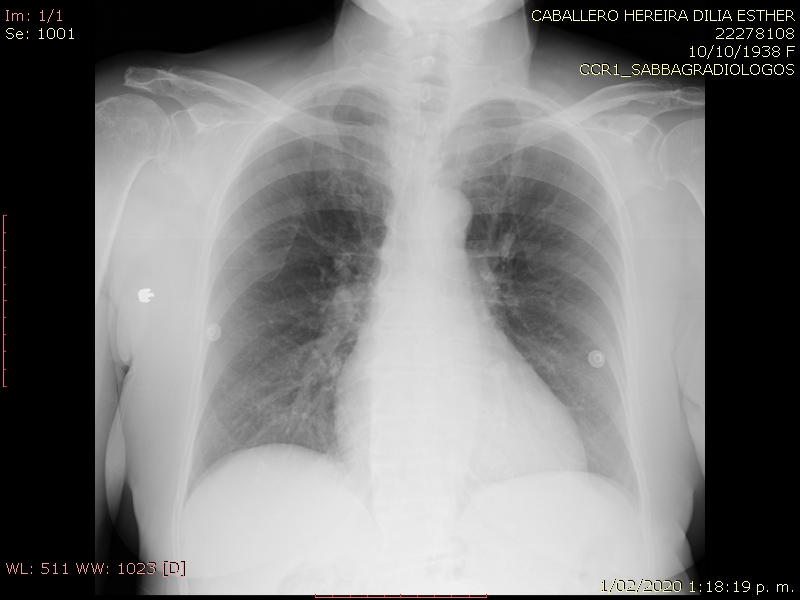 Im: 1/1
Se: 1001
CABALLERO HEREIRA DILIA ESTHER
22278108
10/10/1938 F
CCR1_SABBAGRADIOLOGOS
WL: 511 WW: 1023 [D]
1/02/2020 1:18:19 p. m.